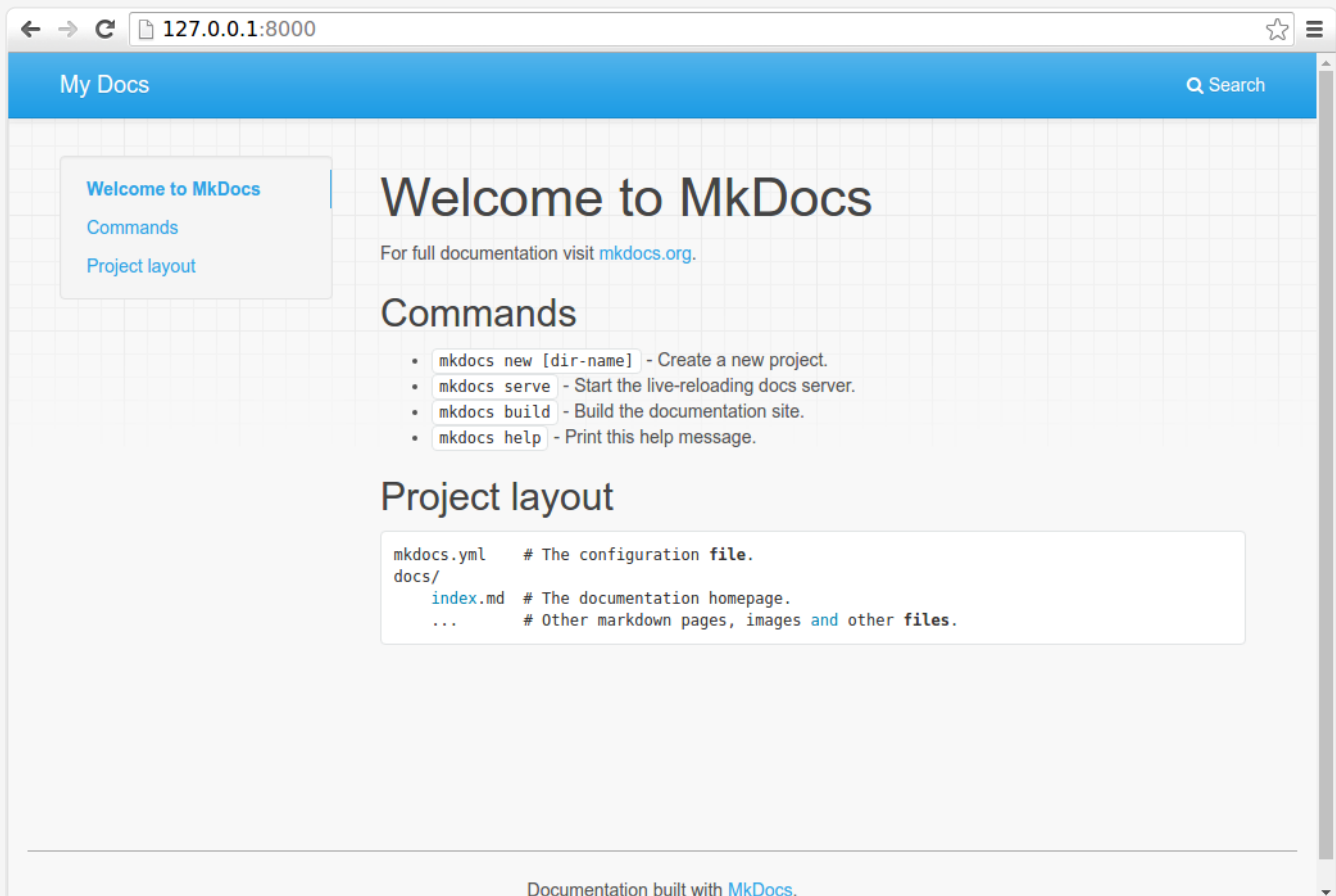 127.0.0.1:8000
My Docs
Search
Welcome to MkDocs
Commands
Project layout
Welcome to MkDocs
For full documentation visit mkdocs.org.
Commands
• mkdocs new [dir-name] - Create a new project.
• mkdocs serve - Start the live-reloading docs server.
• mkdocs build - Build the documentation site.
• mkdocs help - Print this help message.
Project layout
mkdocs.yml    # The configuration file.
docs/
    index.md  # The documentation homepage.
    ...       # Other markdown pages, images and other files.
Documentation built with MkDocs.